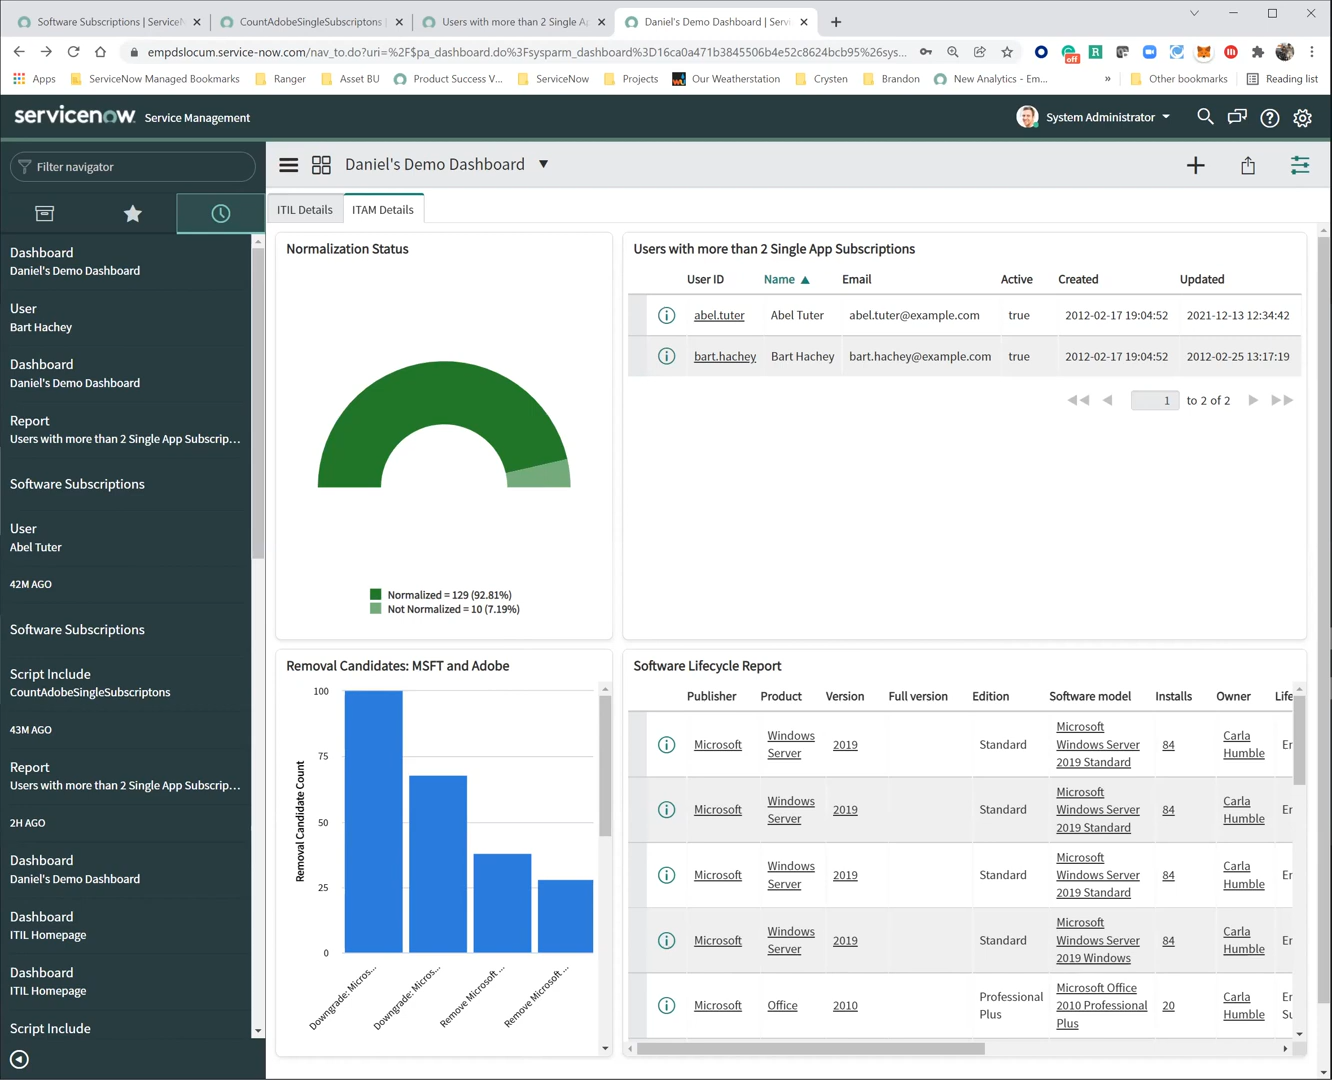 Software Subscriptions | ServiceN
CountAdobeSingleSubscriptons |
Users with more than 2 Single Ap
Daniel's Demo Dashboard | Servi
empdslocum.service-now.com/nav_to.do?uri=%2F$pa_dashboard.do%3Fsysparm_dashboard%3D16ca0a471b3845506b4e52c8624bcb95%26sys...
off
Apps
ServiceNow Managed Bookmarks
Ranger
Asset BU
Product Success V...
ServiceNow
Projects
Our Weatherstation
Crysten
Brandon
New Analytics - Em...
»
Other bookmarks
Reading list
servicenow
Service Management
System Administrator
Filter navigator
Daniel's Demo Dashboard
ITIL Details
ITAM Details
Dashboard
Daniel's Demo Dashboard
User
Bart Hachey
Dashboard
Daniel's Demo Dashboard
Report
Users with more than 2 Single App Subscrip...
Software Subscriptions
User
Abel Tuter
42M AGO
Software Subscriptions
Script Include
CountAdobeSingleSubscriptons
43M AGO
Report
Users with more than 2 Single App Subscrip...
2H AGO
Dashboard
Daniel's Demo Dashboard
Dashboard
ITIL Homepage
Dashboard
ITIL Homepage
Script Include
Normalization Status
Normalized = 129 (92.81%)
Not Normalized = 10 (7.19%)
Users with more than 2 Single App Subscriptions
User ID Name ▲ Email Active Created Updated
abel.tuter Abel Tuter abel.tuter@example.com true 2012-02-17 19:04:52 2021-12-13 12:34:42
bart.hachey Bart Hachey bart.hachey@example.com true 2012-02-17 19:04:52 2012-02-25 13:17:19
1 to 2 of 2
Removal Candidates: MSFT and Adobe
Removal Candidate Count
100
75
50
25
0
Downgrade: Micros...
Downgrade: Micros...
Remove Microsoft ...
Remove Microsoft ...
Software Lifecycle Report
Publisher Product Version Full version Edition Software model Installs Owner Life
Microsoft Windows Server 2019 Standard Microsoft Windows Server 2019 Standard 84 Carla Humble Er
Microsoft Windows Server 2019 Standard Microsoft Windows Server 2019 Standard 84 Carla Humble Er
Microsoft Windows Server 2019 Standard Microsoft Windows Server 2019 Standard 84 Carla Humble Er
Microsoft Windows Server 2019 Standard Microsoft Windows Server 2019 Windows 84 Carla Humble Er
Microsoft Office 2010 Professional Plus Microsoft Office 2010 Professional Plus 20 Carla Humble Er Su